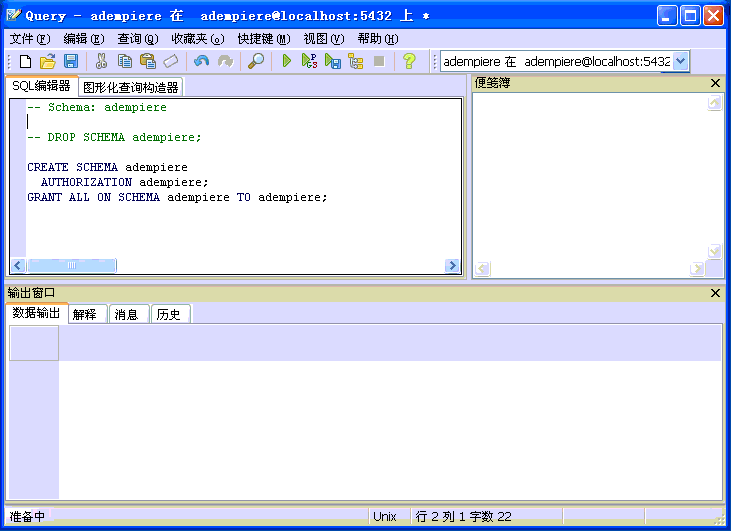 Query - adempiere 在 adempiere@localhost:5432 上 *
文件(F) 编辑(E) 查询(Q) 收藏夹(o) 快捷键(M) 视图(V) 帮助(H)
adempiere 在 adempiere@localhost:5432
SQL编辑器 图形化查询构造器
便笺簿
-- Schema: adempiere
-- DROP SCHEMA adempiere;
CREATE SCHEMA adempiere
AUTHORIZATION adempiere;
GRANT ALL ON SCHEMA adempiere TO adempiere;
输出窗口
数据输出 解释 消息 历史
准备中 Unix 行 2 列 1 字数 22